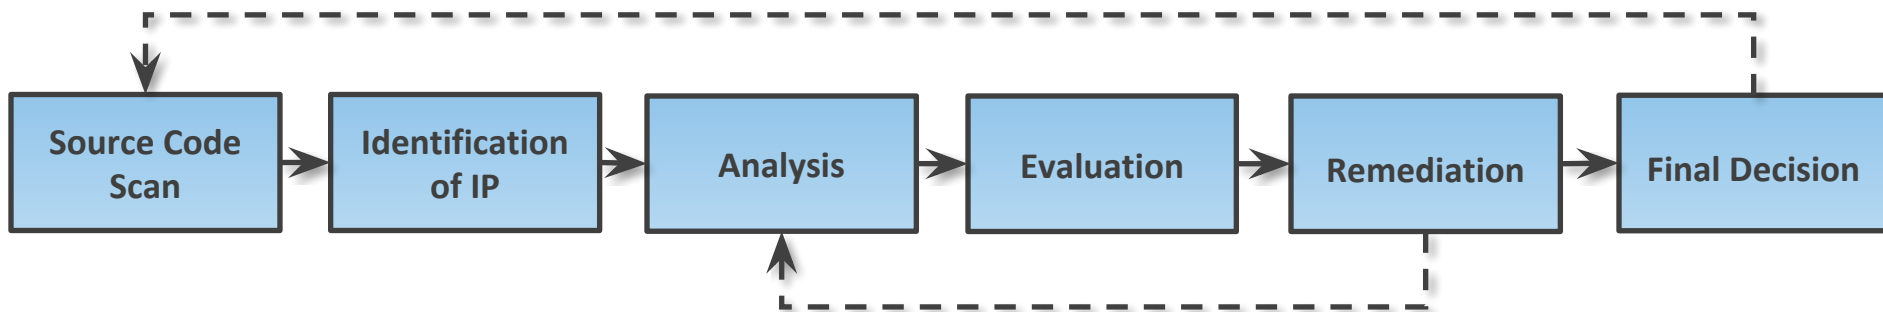 Source Code
Scan
Identification
of IP
Analysis
Evaluation
Remediation
Final Decision